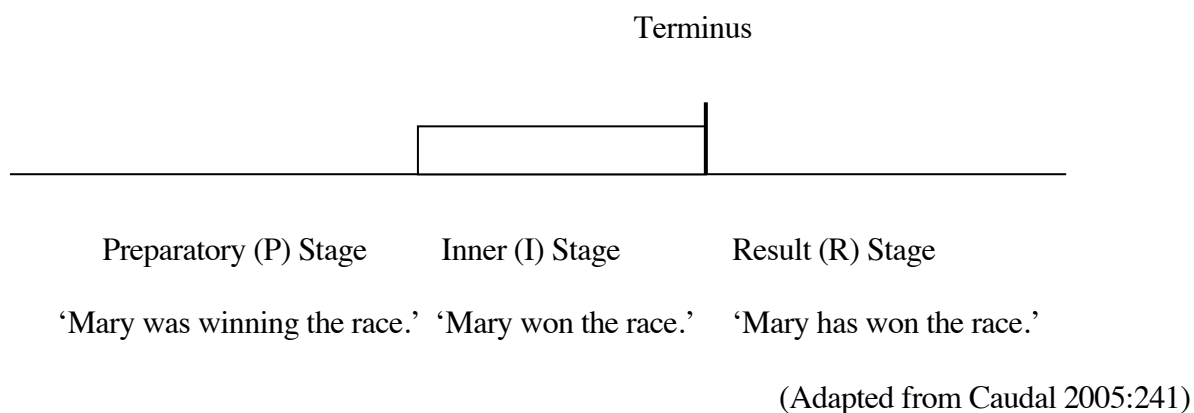 Terminus
Preparatory (P) Stage Inner (I) Stage Result (R) Stage
‘Mary was winning the race.’ ‘Mary won the race.’ ‘Mary has won the race.’
(Adapted from Caudal 2005:241)